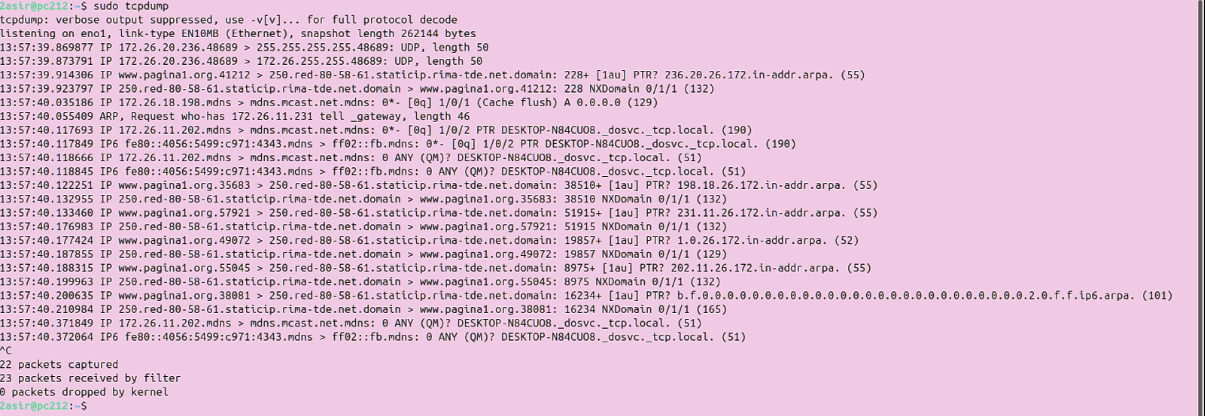 2asir@pc212:~$ sudo tcpdump
tcpdump: verbose output suppressed, use -v[v]... for full protocol decode
listening on eno1, link-type EN10MB (Ethernet), snapshot length 262144 bytes
13:57:39.869877 IP 172.26.20.236.48689 > 255.255.255.255.48689: UDP, length 50
13:57:39.873791 IP 172.26.20.236.48689 > 172.26.255.255.48689: UDP, length 50
13:57:39.914306 IP www.pagina1.org.41212 > 250.red-80-58-61.staticip.rima-tde.net.domain: 228+ [1au] PTR? 236.20.26.172.in-addr.arpa. (55)
13:57:39.923797 IP 250.red-80-58-61.staticip.rima-tde.net.domain > www.pagina1.org.41212: 228 NXDomain 0/1/1 (132)
13:57:40.035186 IP 172.26.18.198.mdns > mdns.mcast.net.mdns: 0*- [0q] 1/0/1 (Cache flush) A 0.0.0.0 (129)
13:57:40.055409 ARP, Request who-has 172.26.11.231 tell _gateway, length 46
13:57:40.117693 IP 172.26.11.202.mdns > mdns.mcast.net.mdns: 0*- [0q] 1/0/2 PTR DESKTOP-N84CUO8._dosvc._tcp.local. (190)
13:57:40.117849 IP6 fe80::4056:5499:c971:4343.mdns > ff02::fb.mdns: 0*- [0q] 1/0/2 PTR DESKTOP-N84CUO8._dosvc._tcp.local. (190)
13:57:40.118666 IP 172.26.11.202.mdns > mdns.mcast.net.mdns: 0 ANY (QM)? DESKTOP-N84CUO8._dosvc._tcp.local. (51)
13:57:40.118845 IP6 fe80::4056:5499:c971:4343.mdns > ff02::fb.mdns: 0 ANY (QM)? DESKTOP-N84CUO8._dosvc._tcp.local. (51)
13:57:40.122251 IP www.pagina1.org.35683 > 250.red-80-58-61.staticip.rima-tde.net.domain: 38510+ [1au] PTR? 198.18.26.172.in-addr.arpa. (55)
13:57:40.132955 IP 250.red-80-58-61.staticip.rima-tde.net.domain > www.pagina1.org.35683: 38510 NXDomain 0/1/1 (132)
13:57:40.133460 IP www.pagina1.org.57921 > 250.red-80-58-61.staticip.rima-tde.net.domain: 51915+ [1au] PTR? 231.11.26.172.in-addr.arpa. (55)
13:57:40.176983 IP 250.red-80-58-61.staticip.rima-tde.net.domain > www.pagina1.org.57921: 51915 NXDomain 0/1/1 (132)
13:57:40.177424 IP www.pagina1.org.49072 > 250.red-80-58-61.staticip.rima-tde.net.domain: 19857+ [1au] PTR? 1.0.26.172.in-addr.arpa. (52)
13:57:40.187855 IP 250.red-80-58-61.staticip.rima-tde.net.domain > www.pagina1.org.49072: 19857 NXDomain 0/1/1 (129)
13:57:40.188315 IP www.pagina1.org.55045 > 250.red-80-58-61.staticip.rima-tde.net.domain: 8975+ [1au] PTR? 202.11.26.172.in-addr.arpa. (55)
13:57:40.199963 IP 250.red-80-58-61.staticip.rima-tde.net.domain > www.pagina1.org.55045: 8975 NXDomain 0/1/1 (132)
13:57:40.200635 IP www.pagina1.org.38081 > 250.red-80-58-61.staticip.rima-tde.net.domain: 16234+ [1au] PTR? b.f.0.0.0.0.0.0.0.0.0.0.0.0.0.0.0.0.0.0.0.0.0.0.0.0.0.0.2.0.f.f.ip6.arpa. (101)
13:57:40.210984 IP 250.red-80-58-61.staticip.rima-tde.net.domain > www.pagina1.org.38081: 16234 NXDomain 0/1/1 (165)
13:57:40.371849 IP 172.26.11.202.mdns > mdns.mcast.net.mdns: 0 ANY (QM)? DESKTOP-N84CUO8._dosvc._tcp.local. (51)
13:57:40.372064 IP6 fe80::4056:5499:c971:4343.mdns > ff02::fb.mdns: 0 ANY (QM)? DESKTOP-N84CUO8._dosvc._tcp.local. (51)
^C
22 packets captured
23 packets received by filter
0 packets dropped by kernel
2asir@pc212:~$